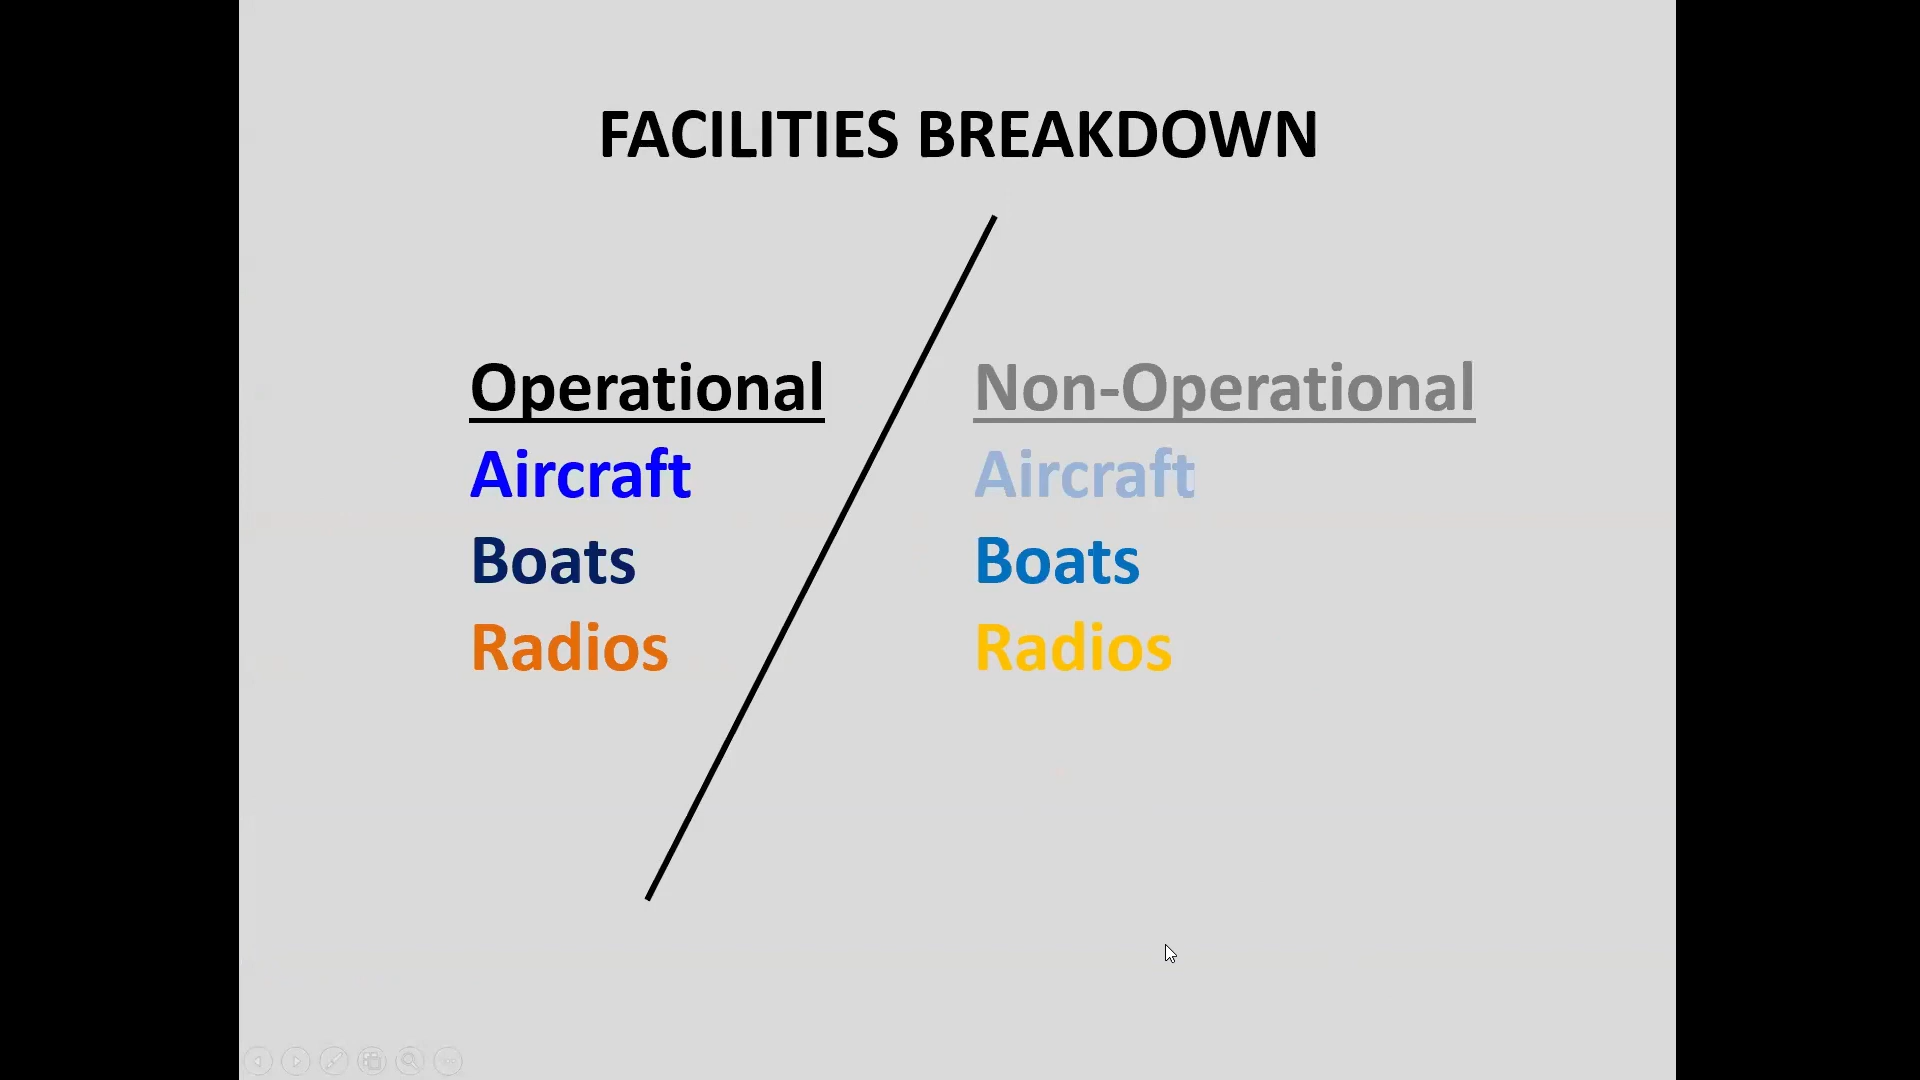 FACILITIES BREAKDOWN
Operational
Aircraft
Boats
Radios
Non-Operational
Aircraft
Boats
Radios